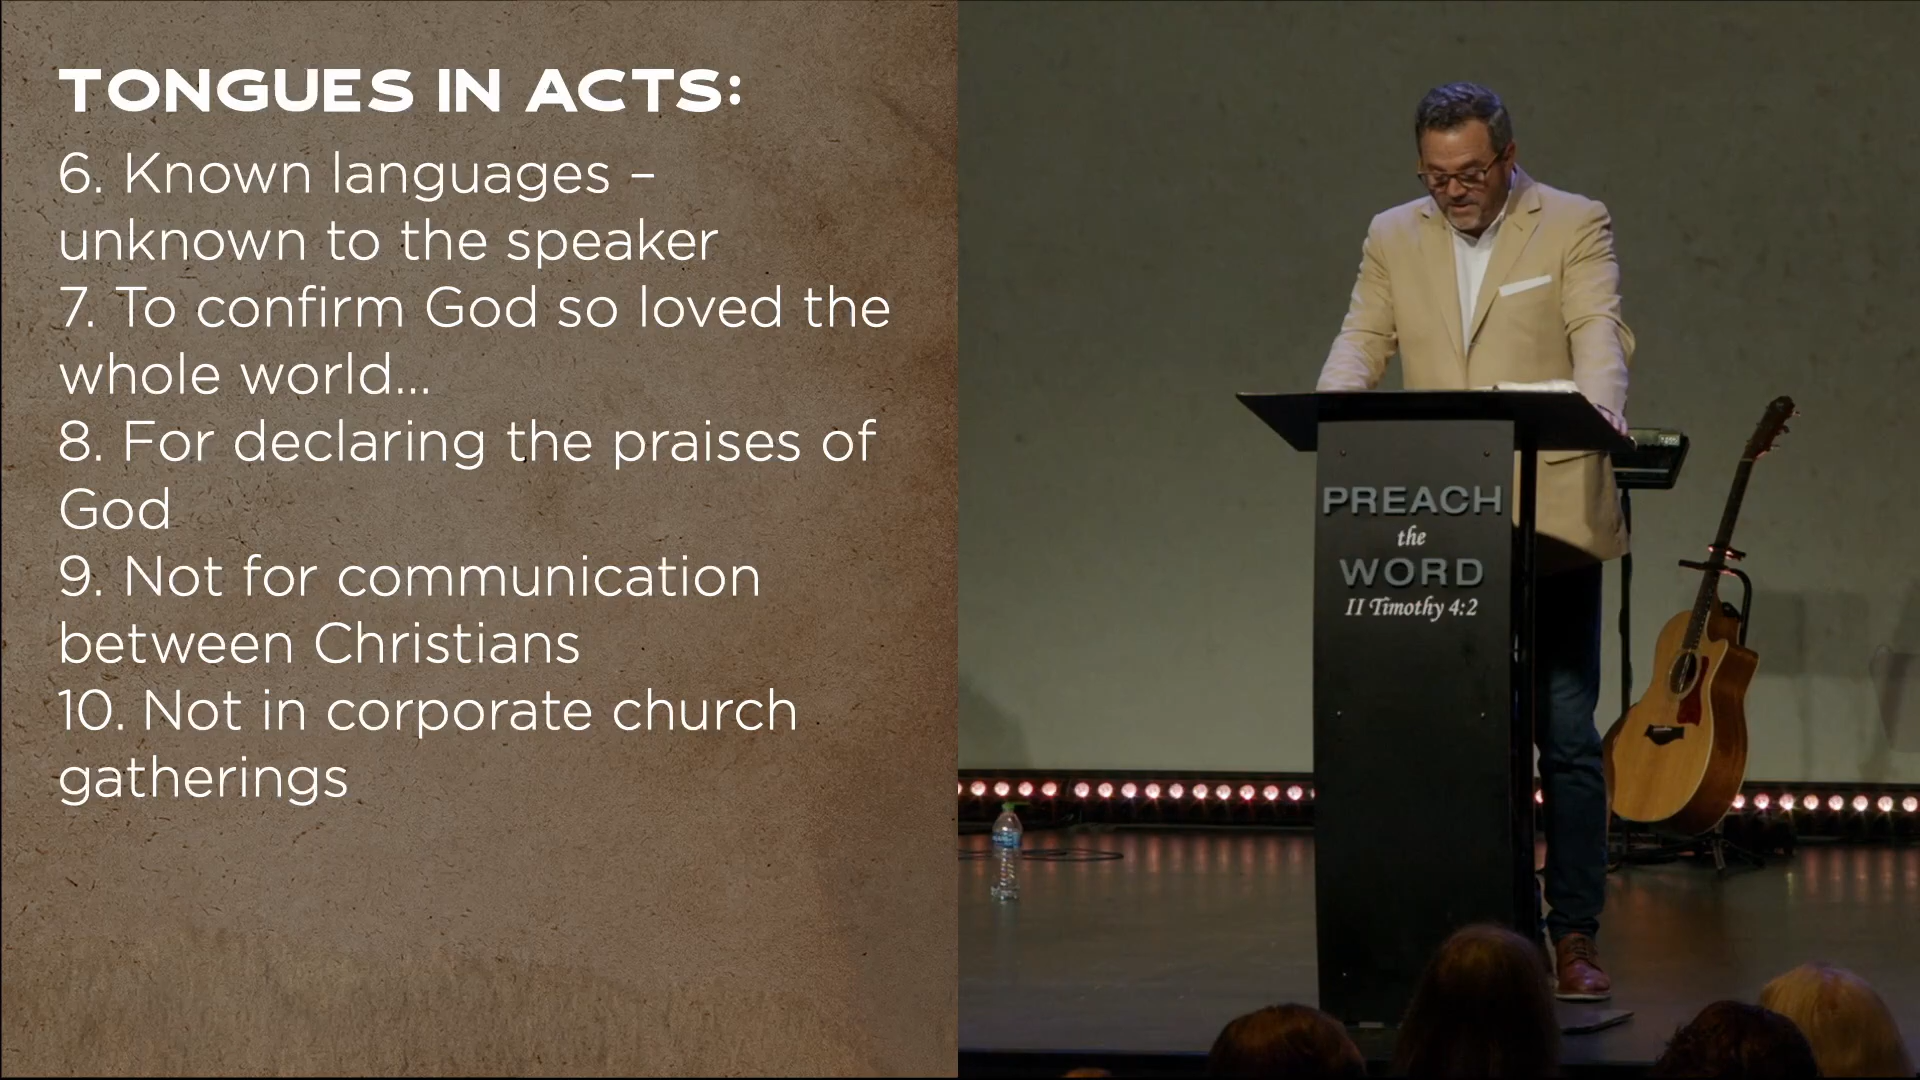 TONGUES IN ACTS:
6. Known languages –
unknown to the speaker
7. To confirm God so loved the
whole world...
8. For declaring the praises of
God
9. Not for communication
between Christians
10. Not in corporate church
gatherings
PREACH
the
WORD
II Timothy 4:2